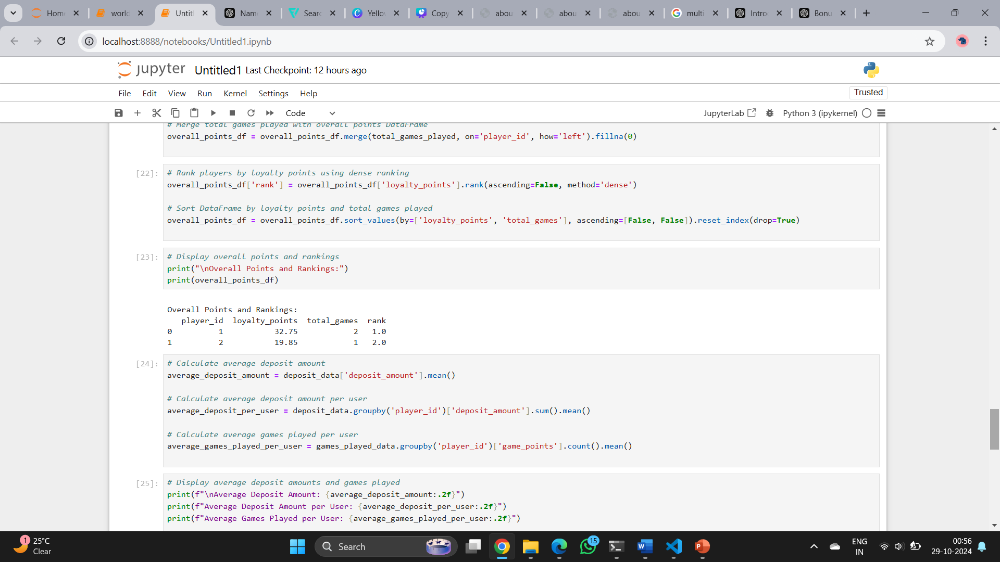 Home
world
Untitl
Name
Searc
Yello
Copy
abou
abou
abou
multi
Intro
Bonu
localhost:8888/notebooks/Untitled1.ipynb
jupyter Untitled1 Last Checkpoint: 12 hours ago
File Edit View Run Kernel Settings Help
Trusted
Code
JupyterLab
Python 3 (ipykernel)
# Merge total games played with overall points DataFrame
overall_points_df = overall_points_df.merge(total_games_played, on='player_id', how='left').fillna(0)
[22]:
# Rank players by loyalty points using dense ranking
overall_points_df['rank'] = overall_points_df['loyalty_points'].rank(ascending=False, method='dense')
# Sort DataFrame by loyalty points and total games played
overall_points_df = overall_points_df.sort_values(by=['loyalty_points', 'total_games'], ascending=[False, False]).reset_index(drop=True)
[23]:
# Display overall points and rankings
print("\nOverall Points and Rankings:")
print(overall_points_df)
Overall Points and Rankings:
player_id loyalty_points total_games rank
0 1 32.75 2 1.0
1 2 19.85 1 2.0
[24]:
# Calculate average deposit amount
average_deposit_amount = deposit_data['deposit_amount'].mean()
# Calculate average deposit amount per user
average_deposit_per_user = deposit_data.groupby('player_id')['deposit_amount'].sum().mean()
# Calculate average games played per user
average_games_played_per_user = games_played_data.groupby('player_id')['game_points'].count().mean()
[25]:
# Display average deposit amounts and games played
print(f"\nAverage Deposit Amount: {average_deposit_amount:.2f}")
print(f"Average Deposit Amount per User: {average_deposit_per_user:.2f}")
print(f"Average Games Played per User: {average_games_played_per_user:.2f}")
1
25°C
Clear
Search
15
ENG
IN
00:56
29-10-2024